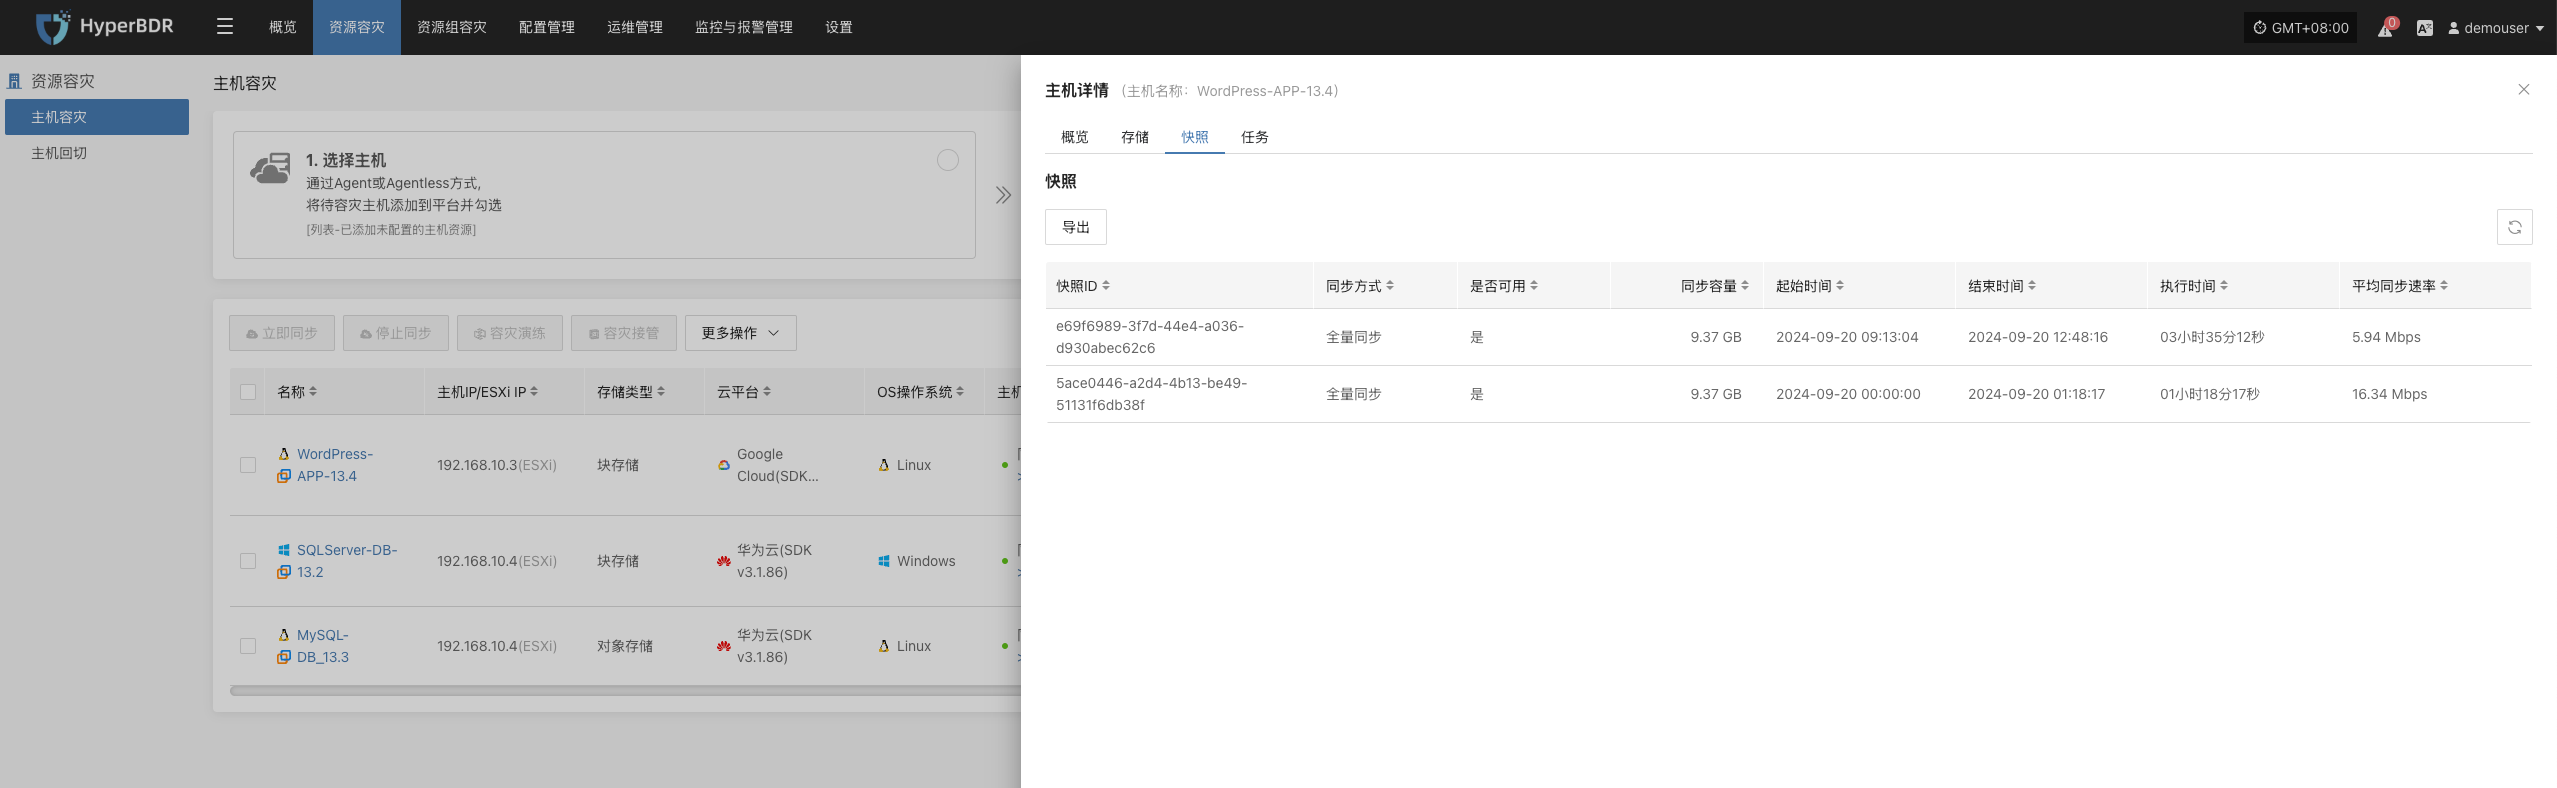 HyperBDR
概览
资源容灾
资源组容灾
配置管理
运维管理
监控与报警管理
设置
GMT+08:00
0
demouser
资源容灾
主机容灾
主机回切
主机容灾
1. 选择主机
通过Agent或Agentless方式,
将待容灾主机添加到平台并勾选
[列表-已添加未配置的主机资源]
立即同步
停止同步
容灾演练
容灾接管
更多操作
名称
主机IP/ESXi IP
存储类型
云平台
OS操作系统
主机
WordPress-
APP-13.4
192.168.10.3(ESXi)
块存储
Google
Cloud(SDK...
Linux
SQLServer-DB-
13.2
192.168.10.4(ESXi)
块存储
华为云(SDK
v3.1.86)
Windows
MySQL-
DB_13.3
192.168.10.4(ESXi)
对象存储
华为云(SDK
v3.1.86)
Linux
主机详情 (主机名称: WordPress-APP-13.4)
概览
存储
快照
任务
快照
导出
快照ID
同步方式
是否可用
同步容量
起始时间
结束时间
执行时间
平均同步速率
e69f6989-3f7d-44e4-a036-
d930abec62c6
全量同步
是
9.37 GB
2024-09-20 09:13:04
2024-09-20 12:48:16
03小时35分12秒
5.94 Mbps
5ace0446-a2d4-4b13-be49-
51131f6db38f
全量同步
是
9.37 GB
2024-09-20 00:00:00
2024-09-20 01:18:17
01小时18分17秒
16.34 Mbps